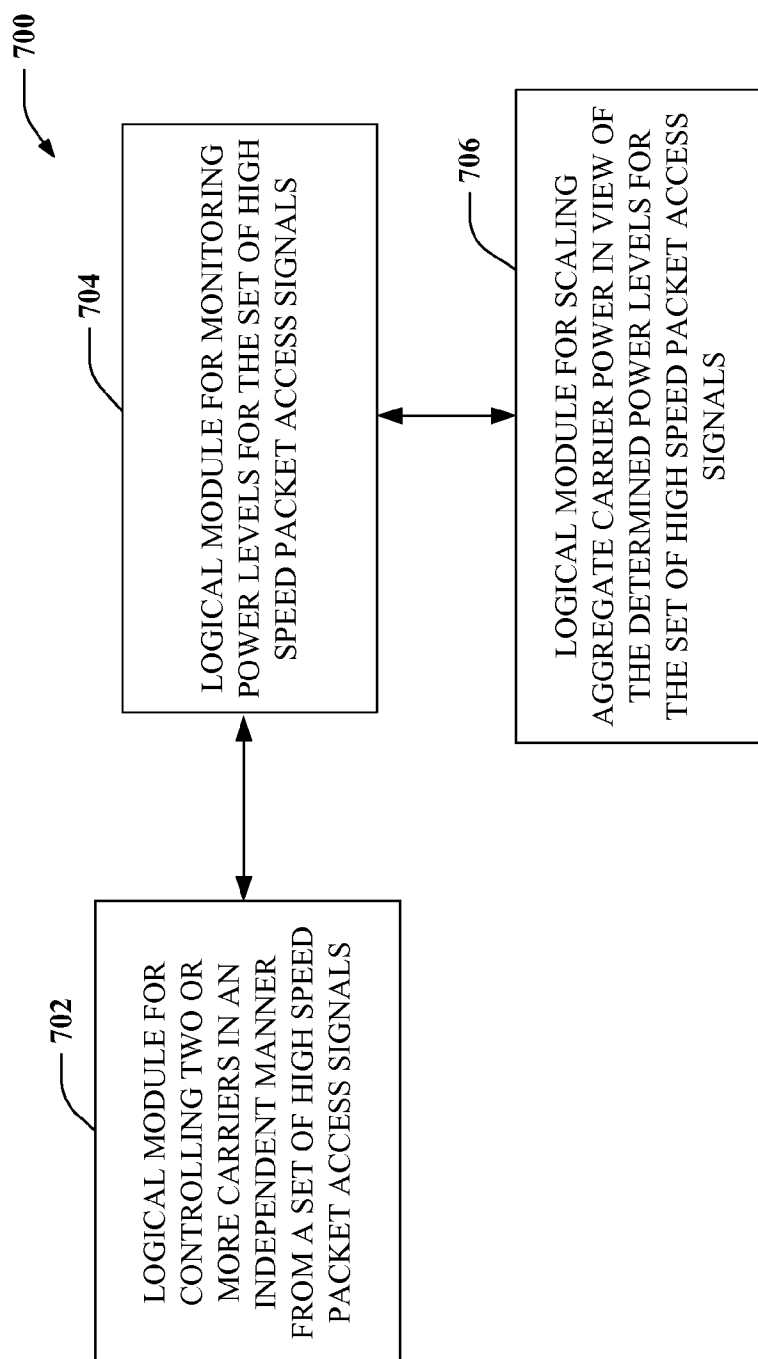 700
702
LOGICAL MODULE FOR
CONTROLLING TWO OR
MORE CARRIERS IN AN
INDEPENDENT MANNER
FROM A SET OF HIGH SPEED
PACKET ACCESS SIGNALS
704
LOGICAL MODULE FOR MONITORING
POWER LEVELS FOR THE SET OF HIGH
SPEED PACKET ACCESS SIGNALS
706
LOGICAL MODULE FOR SCALING
AGGREGATE CARRIER POWER IN VIEW OF
THE DETERMINED POWER LEVELS FOR
THE SET OF HIGH SPEED PACKET ACCESS
SIGNALS